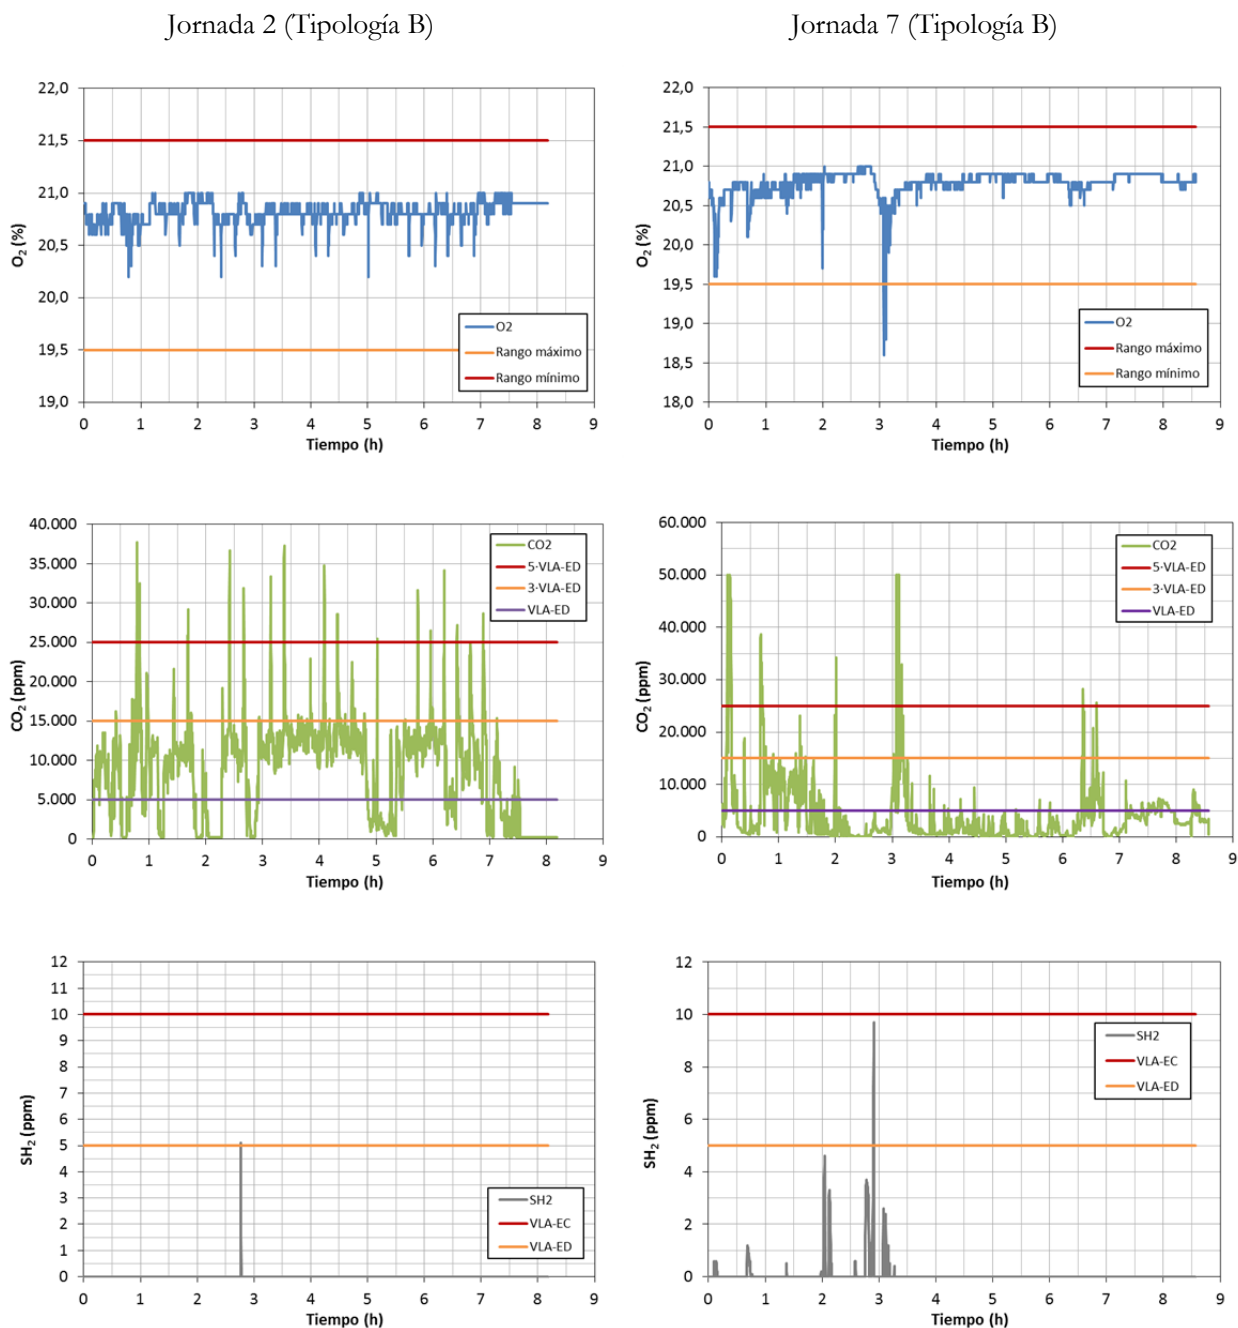 Jornada 2 (Tipología B)
Jornada 7 (Tipología B)
22,0
21,5
21,0
20,5
20,0
19,5
19,0
O2 (%)
O2
Rango máximo
Rango mínimo
0 1 2 3 4 5 6 7 8 9
Tiempo (h)
22,0
21,5
21,0
20,5
20,0
19,5
19,0
18,5
18,0
O2 (%)
O2
Rango máximo
Rango mínimo
0 1 2 3 4 5 6 7 8 9
Tiempo (h)
40.000
35.000
30.000
25.000
20.000
15.000
10.000
5.000
0
CO2 (ppm)
CO2
5·VLA-ED
3·VLA-ED
VLA-ED
0 1 2 3 4 5 6 7 8 9
Tiempo (h)
60.000
50.000
40.000
30.000
20.000
10.000
0
CO2 (ppm)
CO2
5·VLA-ED
3·VLA-ED
VLA-ED
0 1 2 3 4 5 6 7 8 9
Tiempo (h)
12
11
10
9
8
7
6
5
4
3
2
1
0
SH2 (ppm)
SH2
VLA-EC
VLA-ED
0 1 2 3 4 5 6 7 8 9
Tiempo (h)
12
10
8
6
4
2
0
SH2 (ppm)
SH2
VLA-EC
VLA-ED
0 1 2 3 4 5 6 7 8 9
Tiempo (h)